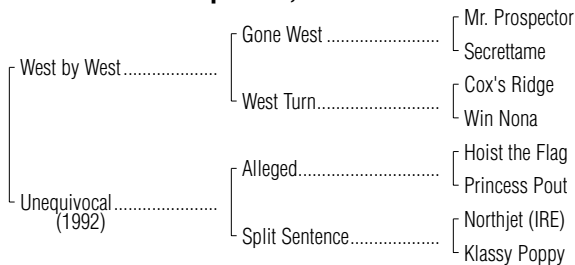 Mr. Prospector
Gone West
Secrettame
West by West
Cox's Ridge
West Turn
Win Nona
Hoist the Flag
Alleged
Princess Pout
Unequivocal
(1992)
Northjet (IRE)
Split Sentence
Klassy Poppy